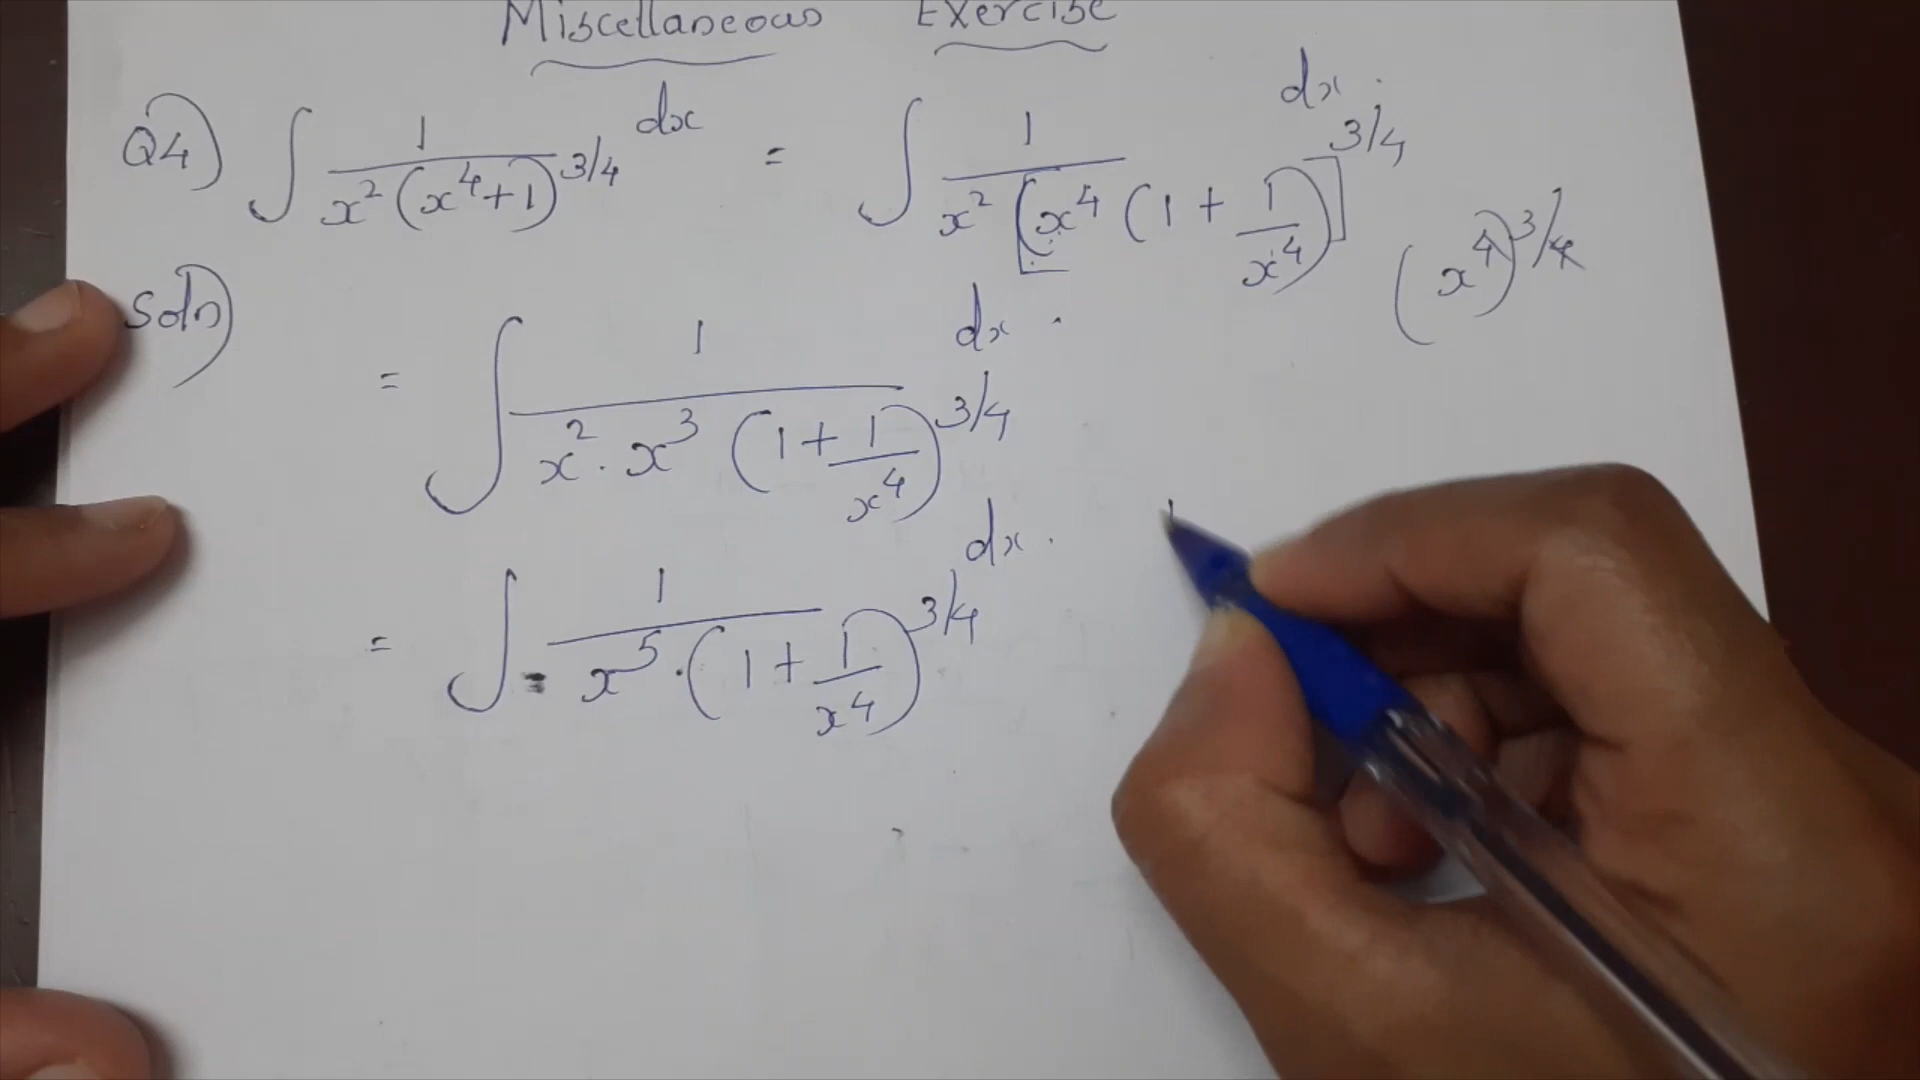 Miscellaneous Exercise
Q4) ∫ 1/(x²(x⁴+1)^3/4) dx = ∫ 1/(x² [x⁴(1 + 1/x⁴)]^3/4) dx.
(x⁴)^3/4
Soln) = ∫ 1/(x² . x³ (1 + 1/x⁴)^3/4) dx.
= ∫ 1/(x⁵ . (1 + 1/x⁴)^3/4) dx.